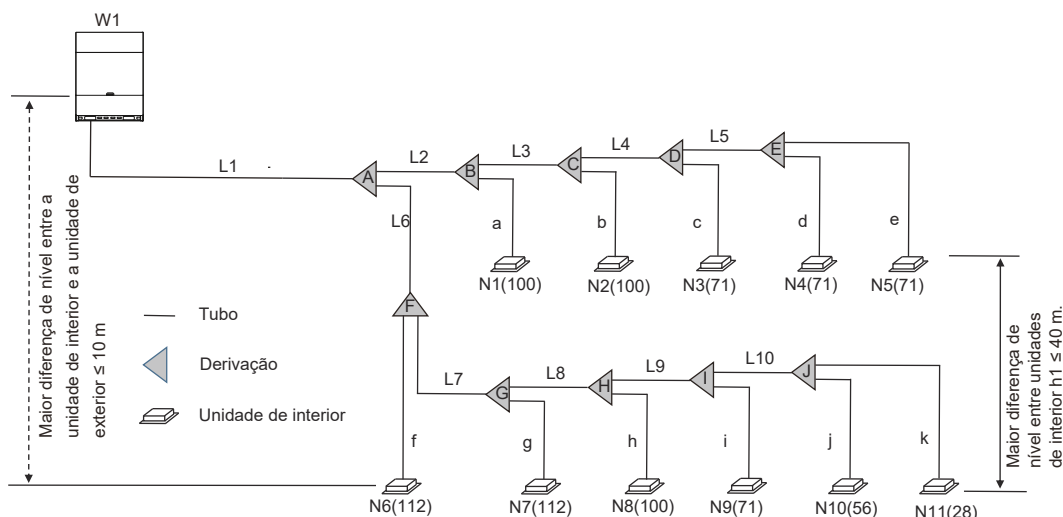 W1
L1
L2
L3
L4
L5
A
B
C
D
E
L6
a
b
c
d
e
N1(100)
N2(100)
N3(71)
N4(71)
N5(71)
Maior diferença de nível entre a
unidade de interior e a unidade de
exterior ≤ 10 m
Tubo
Derivação
Unidade de interior
F
L7
L8
L9
L10
G
H
I
J
f
g
h
i
j
k
N6(112)
N7(112)
N8(100)
N9(71)
N10(56)
N11(28)
Maior diferença de
nível entre unidades
de interior h1 ≤ 40 m.